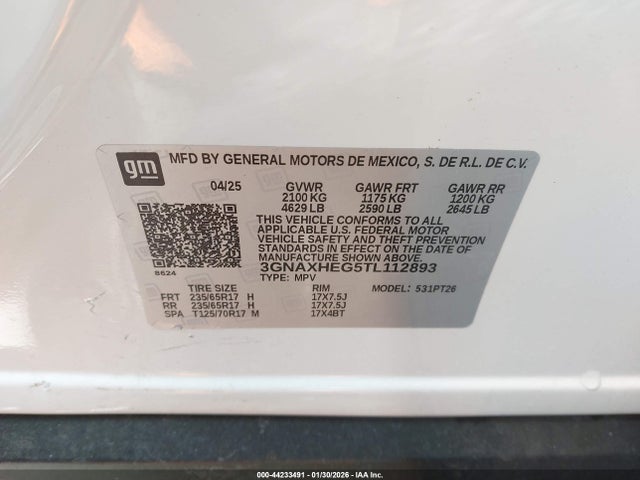 gm
MFD BY GENERAL MOTORS DE MEXICO, S. DE R.L. DE C.V.
04/25 GVWR GAWR FRT GAWR RR
2100 KG 1175 KG 1200 KG
4629 LB 2590 LB 2645 LB
THIS VEHICLE CONFORMS TO ALL
APPLICABLE U.S. FEDERAL MOTOR
VEHICLE SAFETY AND THEFT PREVENTION
STANDARDS IN EFFECT ON THE DATE OF
MANUFACTURE SHOWN ABOVE.
3GNAXHEG5TL112893
8624 TYPE: MPV
TIRE SIZE RIM MODEL: 531PT26
FRT 235/65R17 H 17X7.5J
RR 235/65R17 H 17X7.5J
SPA T125/70R17 M 17X4BT
000-44233491 - 01/30/2026 - IAA Inc.